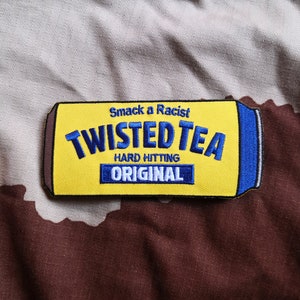 Smack a Racist
TWISTED TEA
HARD HITTING
ORIGINAL